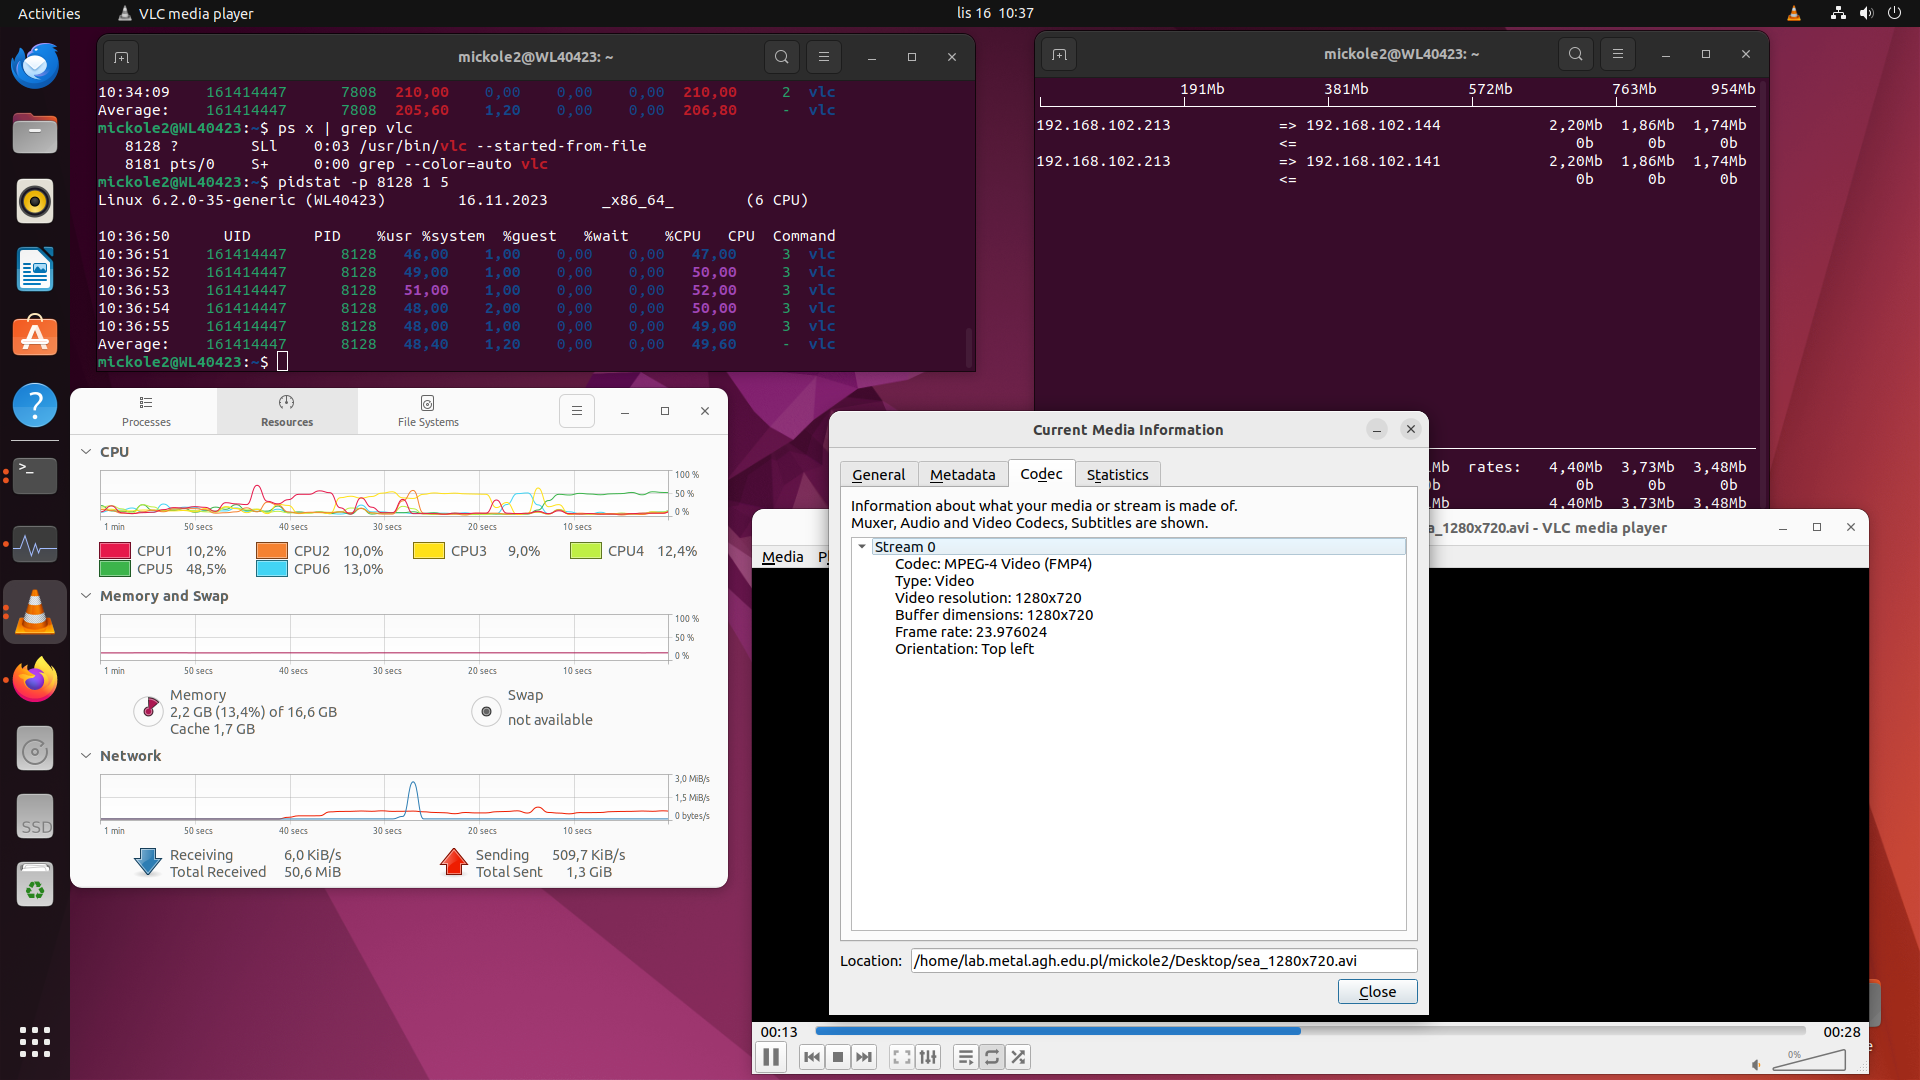 Activities VLC media player lis 16 10:37
mickole2@WL40423: ~
10:34:09 161414447 7808 210,00 0,00 0,00 0,00 210,00 2 vlc
Average: 161414447 7808 205,60 1,20 0,00 0,00 206,80 - vlc
mickole2@WL40423:~$ ps x | grep vlc
8128 ? SLl 0:03 /usr/bin/vlc --started-from-file
8181 pts/0 S+ 0:00 grep --color=auto vlc
mickole2@WL40423:~$ pidstat -p 8128 1 5
Linux 6.2.0-35-generic (WL40423) 16.11.2023 _x86_64_ (6 CPU)
10:36:50 UID PID %usr %system %guest %wait %CPU CPU Command
10:36:51 161414447 8128 46,00 1,00 0,00 0,00 47,00 3 vlc
10:36:52 161414447 8128 49,00 1,00 0,00 0,00 50,00 3 vlc
10:36:53 161414447 8128 51,00 1,00 0,00 0,00 52,00 3 vlc
10:36:54 161414447 8128 48,00 2,00 0,00 0,00 50,00 3 vlc
10:36:55 161414447 8128 48,00 1,00 0,00 0,00 49,00 3 vlc
Average: 161414447 8128 48,40 1,20 0,00 0,00 49,60 - vlc
mickole2@WL40423:~$
mickole2@WL40423: ~
191Mb 381Mb 572Mb 763Mb 954Mb
192.168.102.213 => 192.168.102.144 2,20Mb 1,86Mb 1,74Mb
<= 0b 0b 0b
192.168.102.213 => 192.168.102.141 2,20Mb 1,86Mb 1,74Mb
<= 0b 0b 0b
Mb rates: 4,40Mb 3,73Mb 3,48Mb
0b 0b 0b 0b
Mb 4,40Mb 3,73Mb 3,48Mb
Processes Resources File Systems
CPU
100 %
50 %
0 %
1 min 50 secs 40 secs 30 secs 20 secs 10 secs
CPU1 10,2% CPU2 10,0% CPU3 9,0% CPU4 12,4%
CPU5 48,5% CPU6 13,0%
Memory and Swap
100 %
50 %
0 %
1 min 50 secs 40 secs 30 secs 20 secs 10 secs
Memory
2,2 GB (13,4%) of 16,6 GB
Cache 1,7 GB
Swap
not available
Network
3,0 MiB/s
1,5 MiB/s
0 bytes/s
1 min 50 secs 40 secs 30 secs 20 secs 10 secs
Receiving 6,0 KiB/s Sending 509,7 KiB/s
Total Received 50,6 MiB Total Sent 1,3 GiB
SSD
Current Media Information
General Metadata Codec Statistics
Information about what your media or stream is made of.
Muxer, Audio and Video Codecs, Subtitles are shown.
Stream 0
Codec: MPEG-4 Video (FMP4)
Type: Video
Video resolution: 1280x720
Buffer dimensions: 1280x720
Frame rate: 23.976024
Orientation: Top left
Location: /home/lab.metal.agh.edu.pl/mickole2/Desktop/sea_1280x720.avi
Close
a_1280x720.avi - VLC media player
Media
00:13 00:28
0%